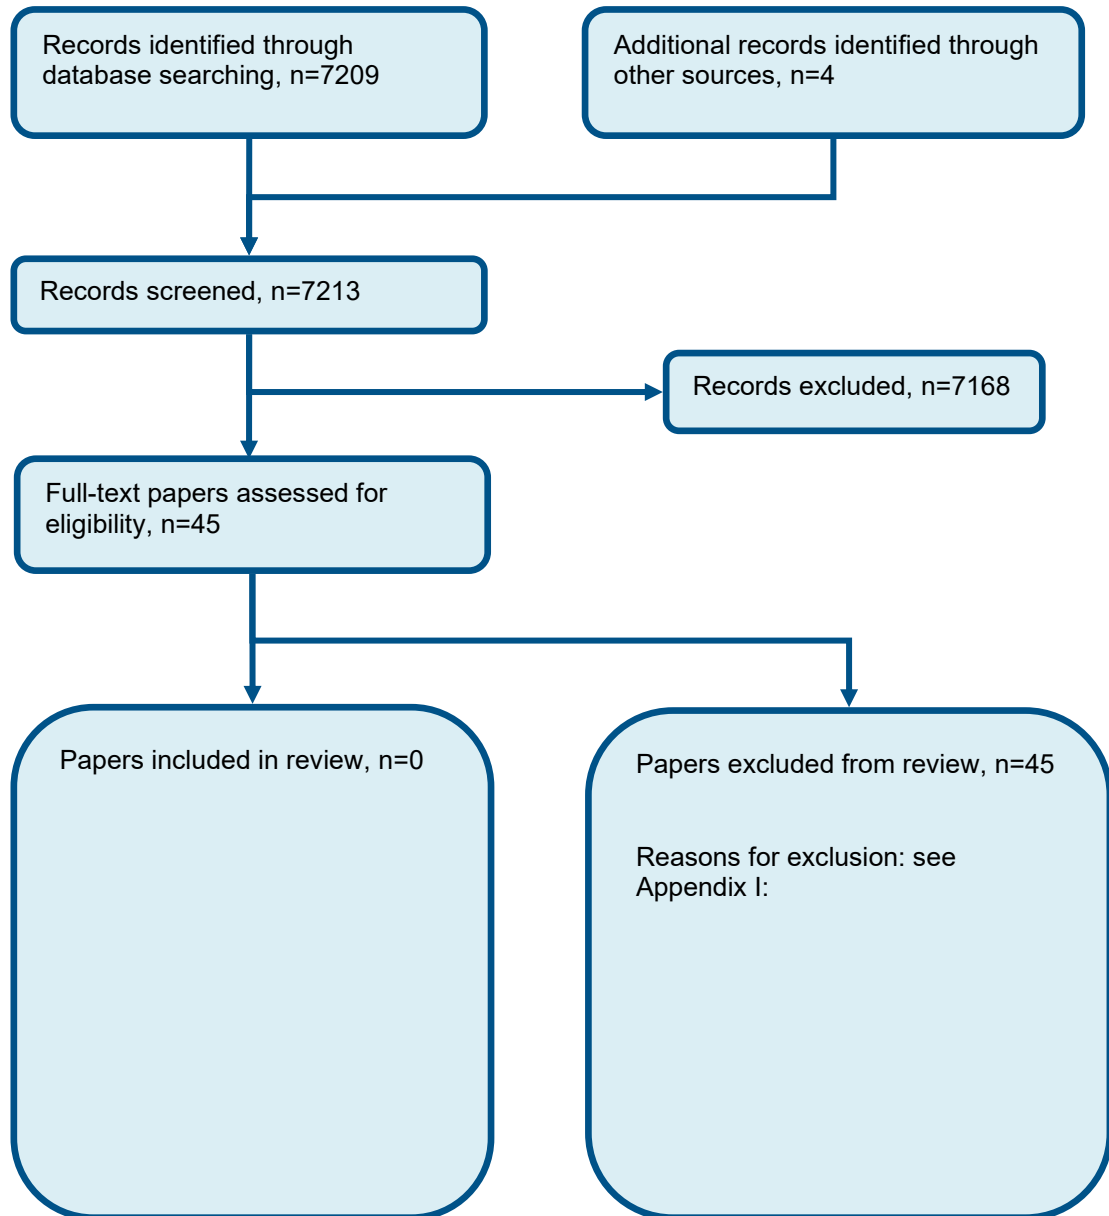 Records identified through
database searching, n=7209
Additional records identified through
other sources, n=4
Records screened, n=7213
Records excluded, n=7168
Full-text papers assessed for
eligibility, n=45
Papers included in review, n=0
Papers excluded from review, n=45
Reasons for exclusion: see
Appendix I: